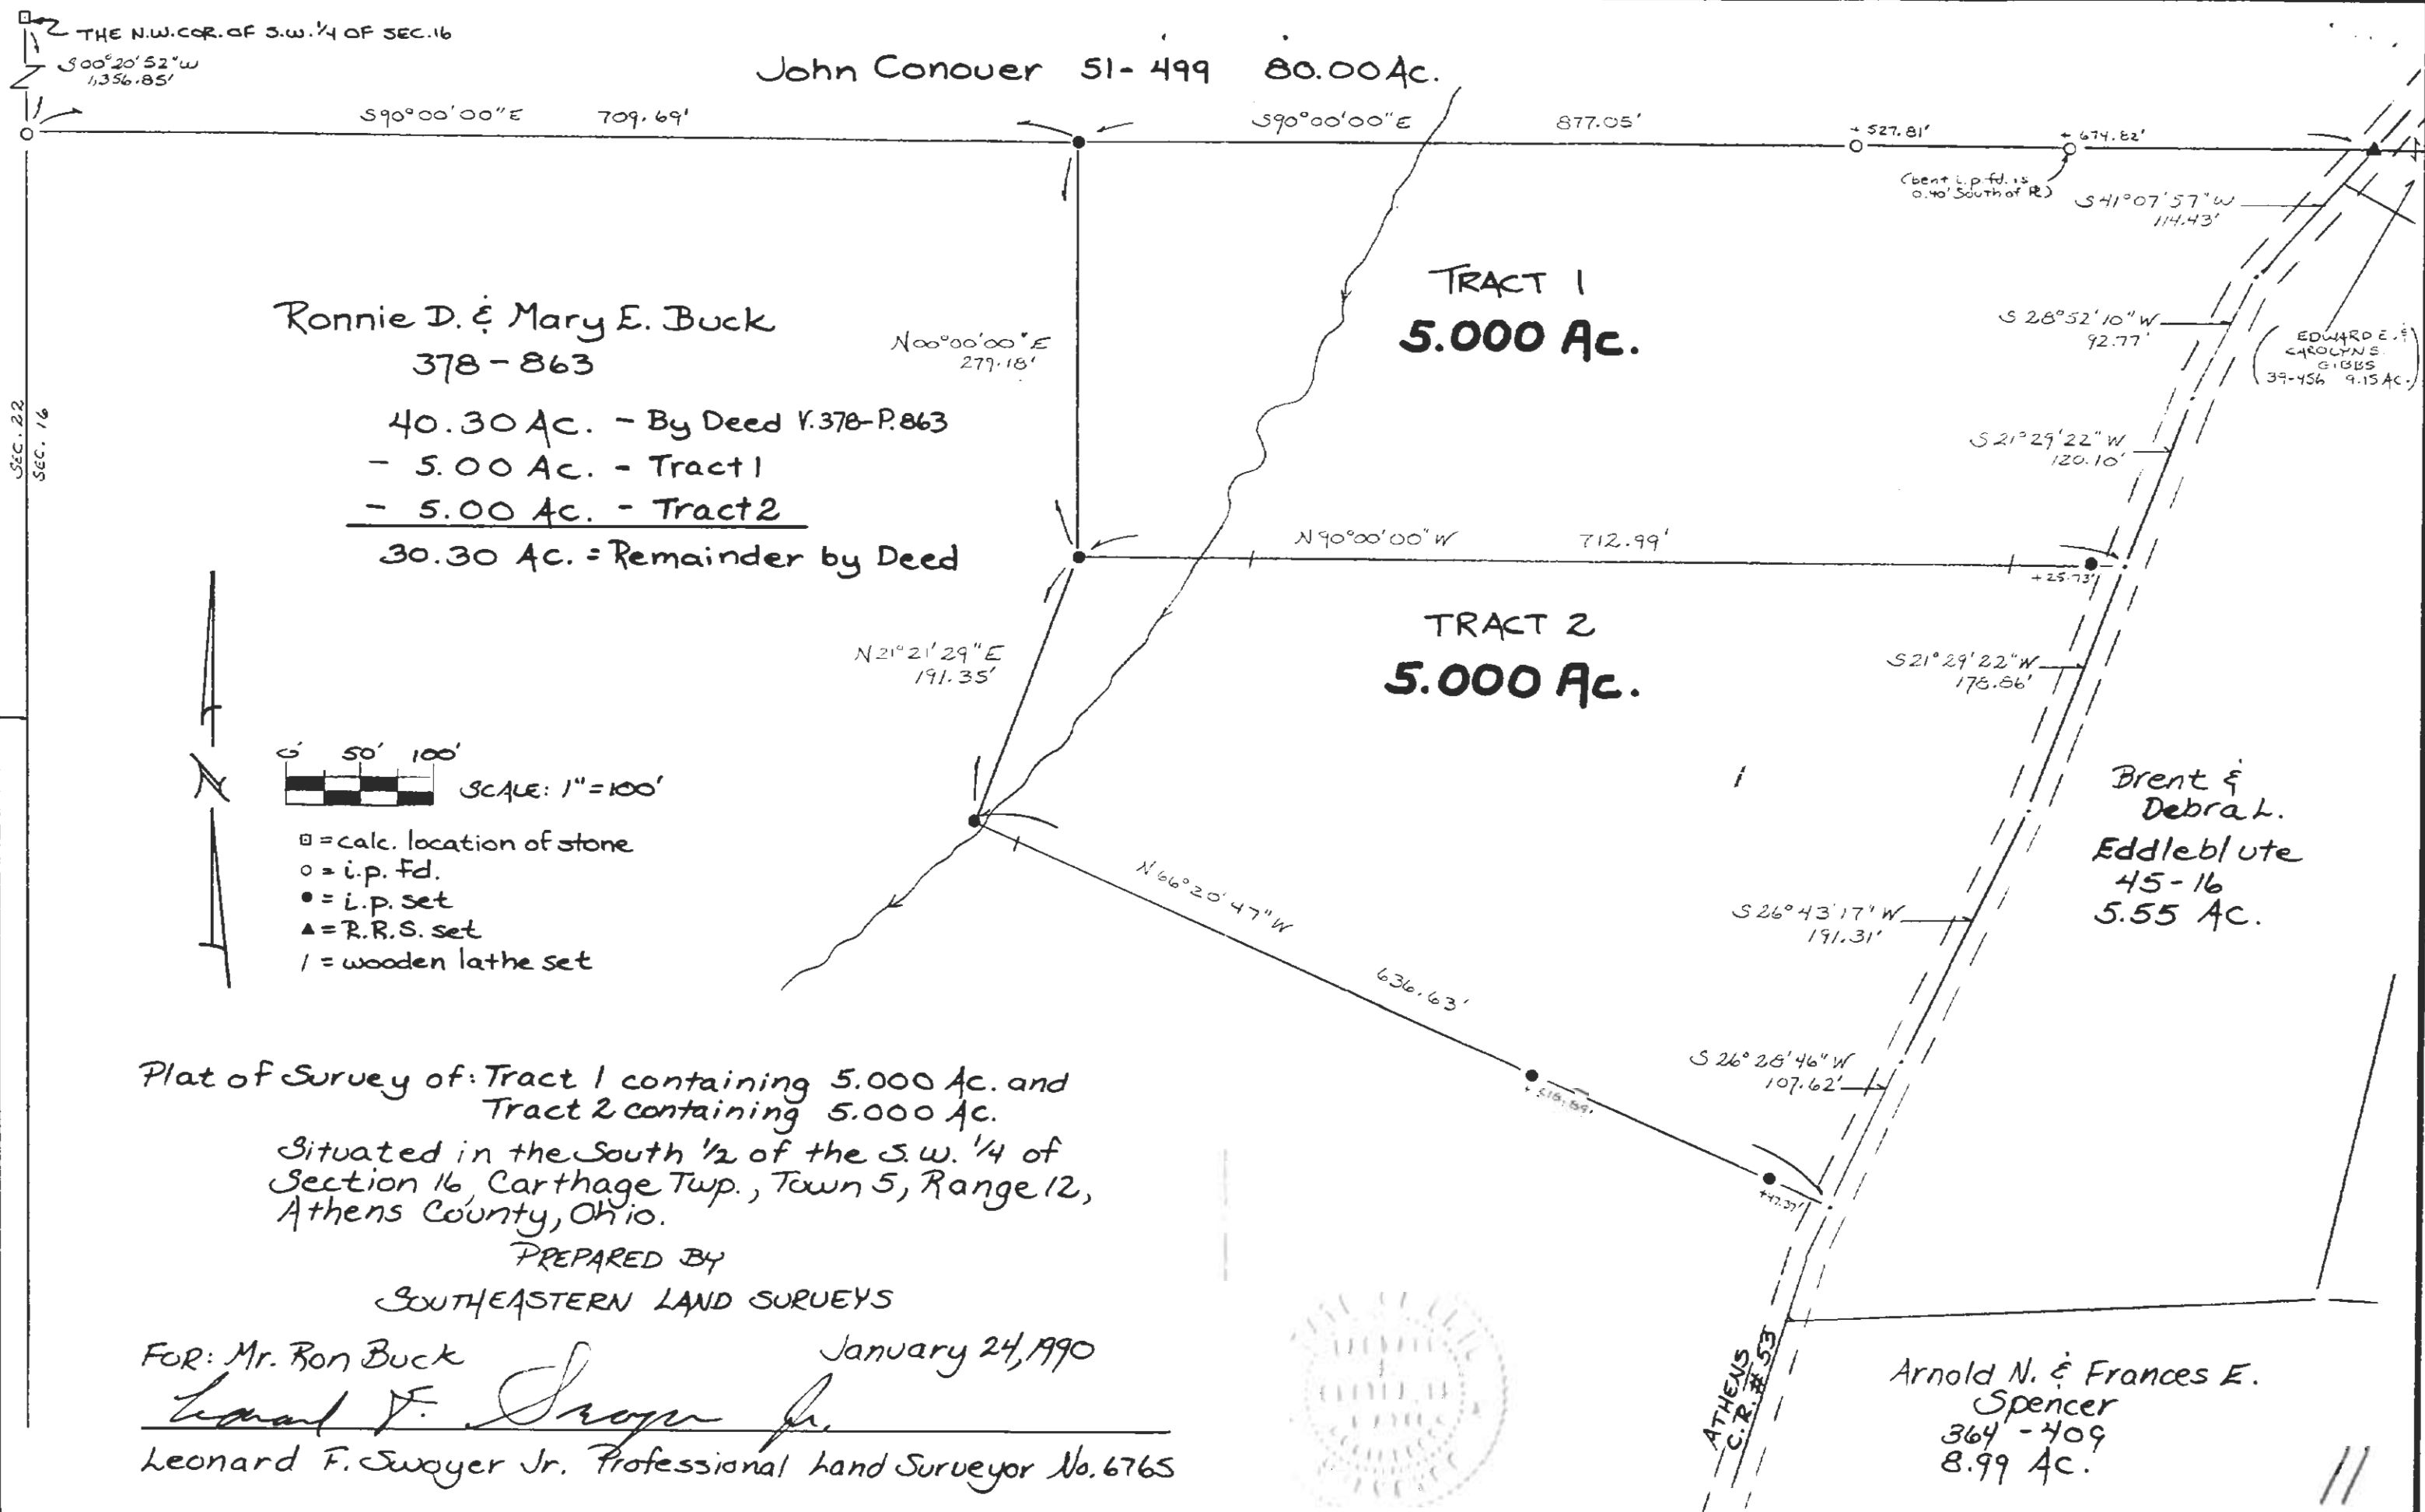 THE N.W.COR. OF S.W. 1/4 OF SEC.16
S00°20'52"W
1,356.85'
John Conover 51-499 80.00 Ac.
S90°00'00"E 709.69'
S90°00'00"E 877.05'
+ 527.81'
+ 674.82'
(bent i.p. fd. is
0.40' South of PL)
S41°07'57"W
114.43'
TRACT 1
5.000 Ac.
Ronnie D. & Mary E. Buck
378-863
N00°00'00"E
279.18'
S 28°52'10"W
92.77'
EDWARD E. &
CAROLYN S.
GIBBS
39-456 9.15 AC.
40.30 Ac. - By Deed V.378-P.863
- 5.00 Ac. - Tract 1
- 5.00 Ac. - Tract 2
30.30 Ac. = Remainder by Deed
SEC. 22
SEC. 16
S21°29'22"W
120.10'
N90°00'00"W 712.99'
+25.73'
TRACT 2
5.000 Ac.
N21°21'29"E
191.35'
S21°29'22"W
178.86'
N
0' 50' 100'
SCALE: 1"=100'
= calc. location of stone
○ = i.p. fd.
● = i.p. set
▲ = R.R.S. set
/ = wooden lathe set
Brent &
Debra L.
Eddleblute
45-16
5.55 AC.
N66°20'47"W
636.63'
S26°43'17"W
191.31'
S26°28'46"W
107.62'
+47.37'
Plat of Survey of: Tract 1 containing 5.000 Ac. and
Tract 2 containing 5.000 Ac.
Situated in the South 1/2 of the S.W. 1/4 of
Section 16, Carthage Twp., Town 5, Range 12,
Athens County, Ohio.
PREPARED BY
SOUTHEASTERN LAND SURVEYS
FOR: Mr. Ron Buck January 24, 1990
Leonard F. Swoyer Jr.
Leonard F. Swoyer Jr. Professional Land Surveyor No. 6765
ATHENS
C.R. # 53
Arnold N. & Frances E.
Spencer
364-409
8.99 AC.
11